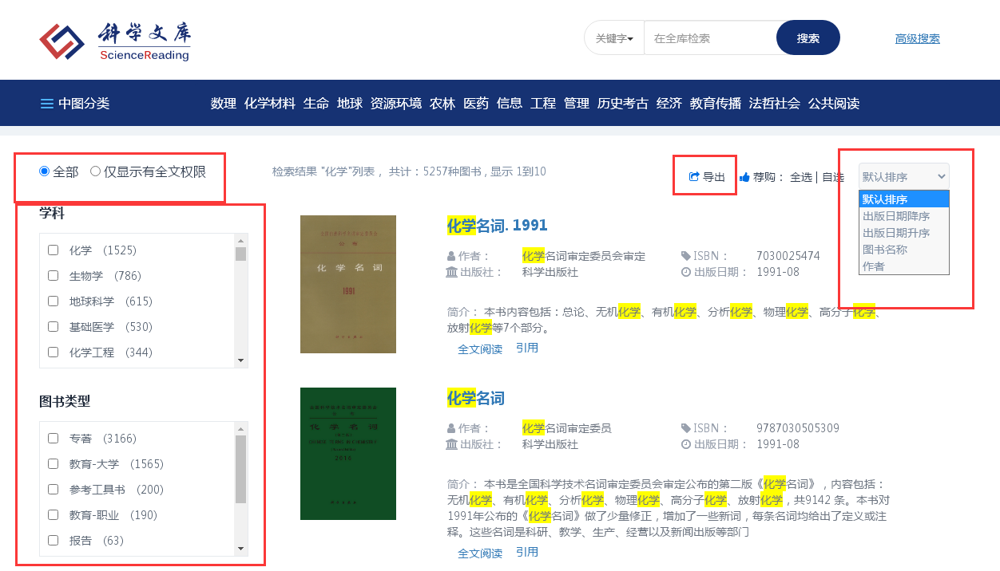 科学文库
ScienceReading
关键字 在全库检索 搜索 高级搜索
中图分类 数理 化学材料 生命 地球 资源环境 农林 医药 信息 工程 管理 历史考古 经济 教育传播 法哲社会 公共阅读
全部 仅显示有全文权限
检索结果 "化学"列表， 共计：5257种图书 , 显示 1到10
导出 荐购： 全选 | 自选
默认排序
默认排序
出版日期降序
出版日期升序
图书名称
作者
学科
化学 (1525)
生物学 (786)
地球科学 (615)
基础医学 (530)
化学工程 (344)
图书类型
专著 (3166)
教育-大学 (1565)
参考工具书 (200)
教育-职业 (190)
报告 (63)
公布
化学名词
1991
化学名词. 1991
作者： 化学名词审定委员会审定 ISBN： 7030025474
出版社： 科学出版社 出版日期： 1991-08
简介： 本书内容包括：总论、无机化学、有机化学、分析化学、物理化学、高分子化学、
放射化学等7个部分。
全文阅读 引用
化学名词
2016
化学名词
作者： 化学名词审定委员 ISBN： 9787030505309
出版社： 科学出版社 出版日期： 1991-08
简介： 本书是全国科学技术名词审定委员会审定公布的第二版《化学名词》，内容包括：
无机化学、有机化学、分析化学、物理化学、高分子化学、放射化学，共9142 条。本书对
1991年公布的《化学名词》做了少量修正，增加了一些新词，每条名词均给出了定义或注
释。这些名词是科研、教学、生产、经营以及新闻出版等部门
全文阅读 引用